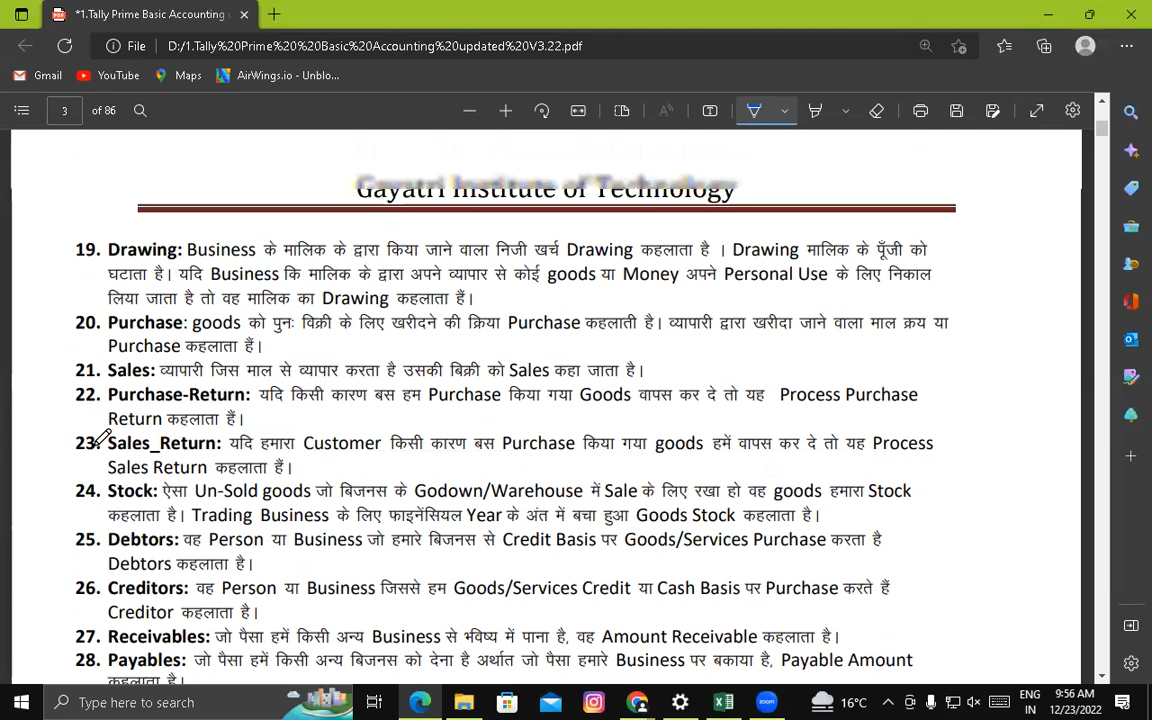 *1.Tally Prime Basic Accounting
File
D:/1.Tally%20Prime%20%20Basic%20Accounting%20updated%20V3.22.pdf
Gmail YouTube Maps AirWings.io - Unblo...
3 of 86
Gayatri Institute of Technology
19. Drawing: Business के मालिक के द्वारा किया जाने वाला निजी खर्च Drawing कहलाता है । Drawing मालिक के पूँजी को
घटाता है। यदि Business कि मालिक के द्वारा अपने व्यापार से कोई goods या Money अपने Personal Use के लिए निकाल
लिया जाता है तो वह मालिक का Drawing कहलाता हैं।
20. Purchase: goods को पुनः विक्री के लिए खरीदने की क्रिया Purchase कहलाती है। व्यापारी द्वारा खरीदा जाने वाला माल क्रय या
Purchase कहलाता हैं।
21. Sales: व्यापारी जिस माल से व्यापार करता है उसकी बिक्री को Sales कहा जाता है।
22. Purchase-Return: यदि किसी कारण बस हम Purchase किया गया Goods वापस कर दे तो यह Process Purchase
Return कहलाता हैं।
23. Sales_Return: यदि हमारा Customer किसी कारण बस Purchase किया गया goods हमें वापस कर दे तो यह Process
Sales Return कहलाता हैं।
24. Stock: ऐसा Un-Sold goods जो बिजनस के Godown/Warehouse में Sale के लिए रखा हो वह goods हमारा Stock
कहलाता है। Trading Business के लिए फाइनेंसियल Year के अंत में बचा हुआ Goods Stock कहलाता है।
25. Debtors: वह Person या Business जो हमारे बिजनस से Credit Basis पर Goods/Services Purchase करता है
Debtors कहलाता है।
26. Creditors: वह Person या Business जिससे हम Goods/Services Credit या Cash Basis पर Purchase करते हैं
Creditor कहलाता है।
27. Receivables: जो पैसा हमें किसी अन्य Business से भविष्य में पाना है, वह Amount Receivable कहलाता है।
28. Payables: जो पैसा हमें किसी अन्य बिजनस को देना है अर्थात जो पैसा हमारे Business पर बकाया है, Payable Amount
कहलाता है।
Type here to search
16°C
ENG 9:56 AM
IN 12/23/2022